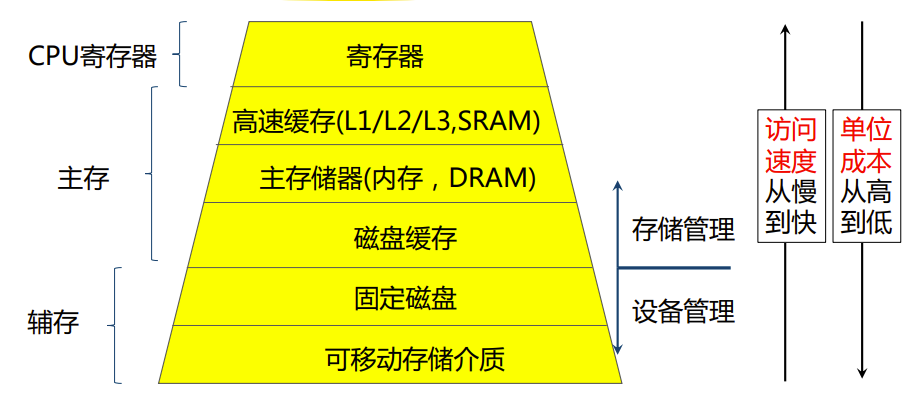 CPU寄存器
主存
辅存
寄存器
高速缓存(L1/L2/L3,SRAM)
主存储器(内存，DRAM)
磁盘缓存
固定磁盘
可移动存储介质
存储管理
设备管理
访问
速度
从慢
到快
单位
成本
从高
到低